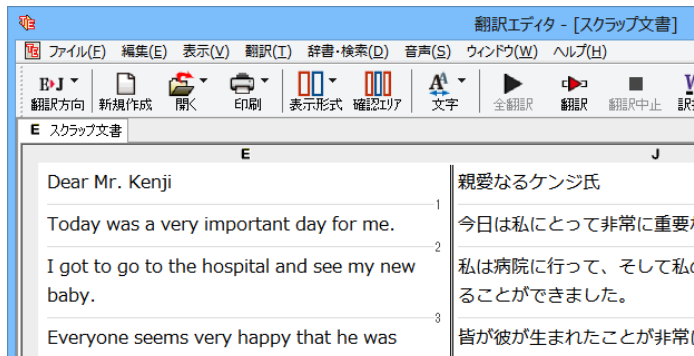 翻訳エディタ - [スクラップ文書]
ファイル(F) 編集(E) 表示(V) 翻訳(T) 辞書・検索(D) 音声(S) ウィンドウ(W) ヘルプ(H)
E›J
翻訳方向 新規作成 開く 印刷 表示形式 確認エリア 文字 全翻訳 翻訳 翻訳中止 訳
E スクラップ文書
E J
Dear Mr. Kenji 親愛なるケンジ氏
1
Today was a very important day for me. 今日は私にとって非常に重要
2
I got to go to the hospital and see my new 私は病院に行って、そして私
baby. ることができました。
3
Everyone seems very happy that he was 皆が彼が生まれたことが非常